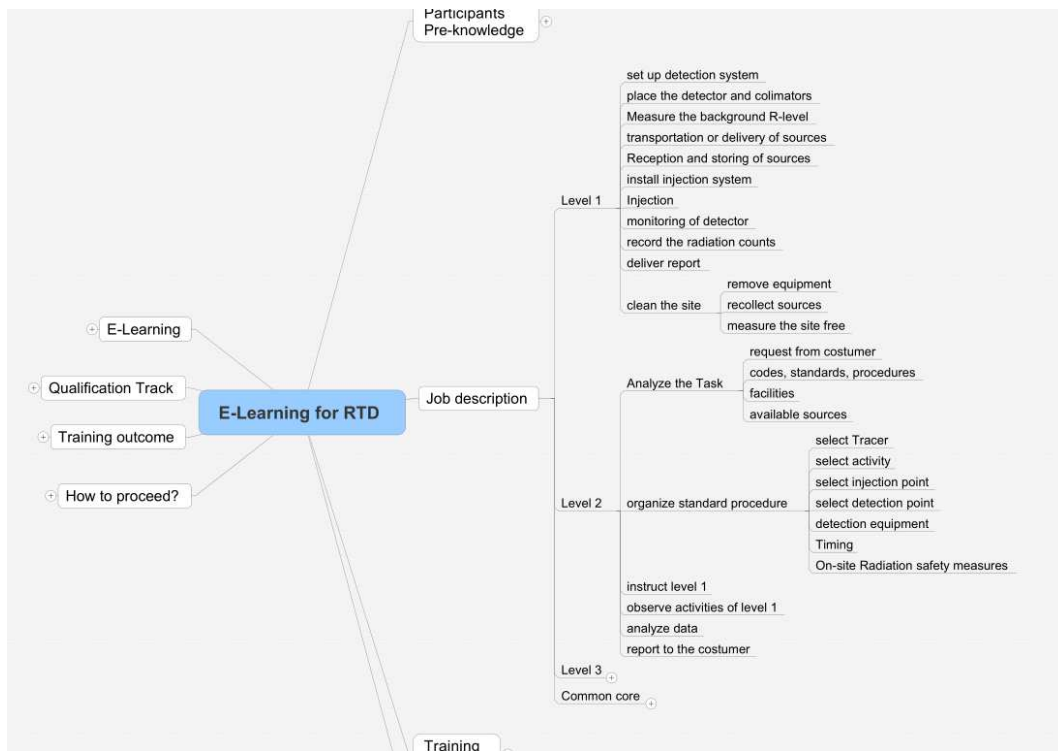 Participants
Pre-knowledge
set up detection system
place the detector and colimators
Measure the background R-level
transportation or delivery of sources
Reception and storing of sources
install injection system
Level 1
Injection
monitoring of detector
record the radiation counts
deliver report
clean the site
remove equipment
recollect sources
measure the site free
E-Learning
Qualification Track
Training outcome
How to proceed?
E-Learning for RTD
Job description
Level 2
Analyze the Task
request from costumer
codes, standards, procedures
facilities
available sources
organize standard procedure
select Tracer
select activity
select injection point
select detection point
detection equipment
Timing
On-site Radiation safety measures
instruct level 1
observe activities of level 1
analyze data
report to the costumer
Level 3
Common core
Training